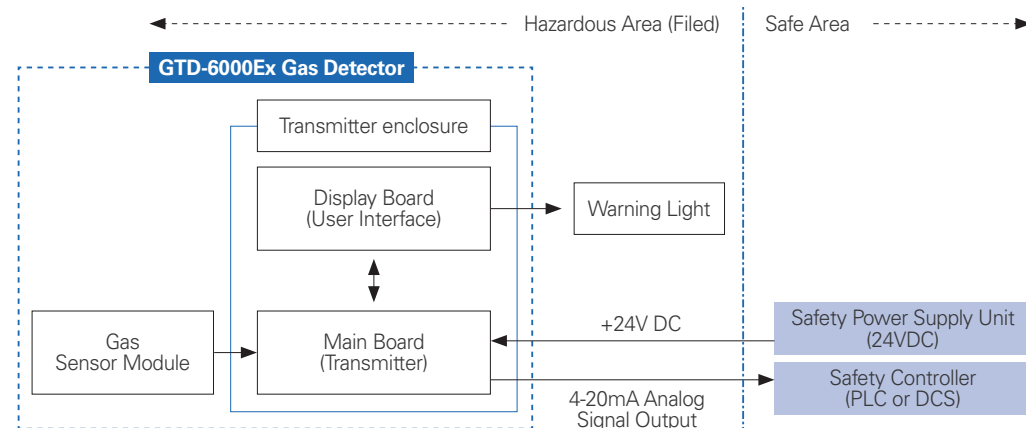 Hazardous Area (Filed)
Safe Area
GTD-6000Ex Gas Detector
Transmitter enclosure
Display Board
(User Interface)
Warning Light
Gas
Sensor Module
Main Board
(Transmitter)
+24V DC
Safety Power Supply Unit
(24VDC)
4-20mA Analog
Signal Output
Safety Controller
(PLC or DCS)